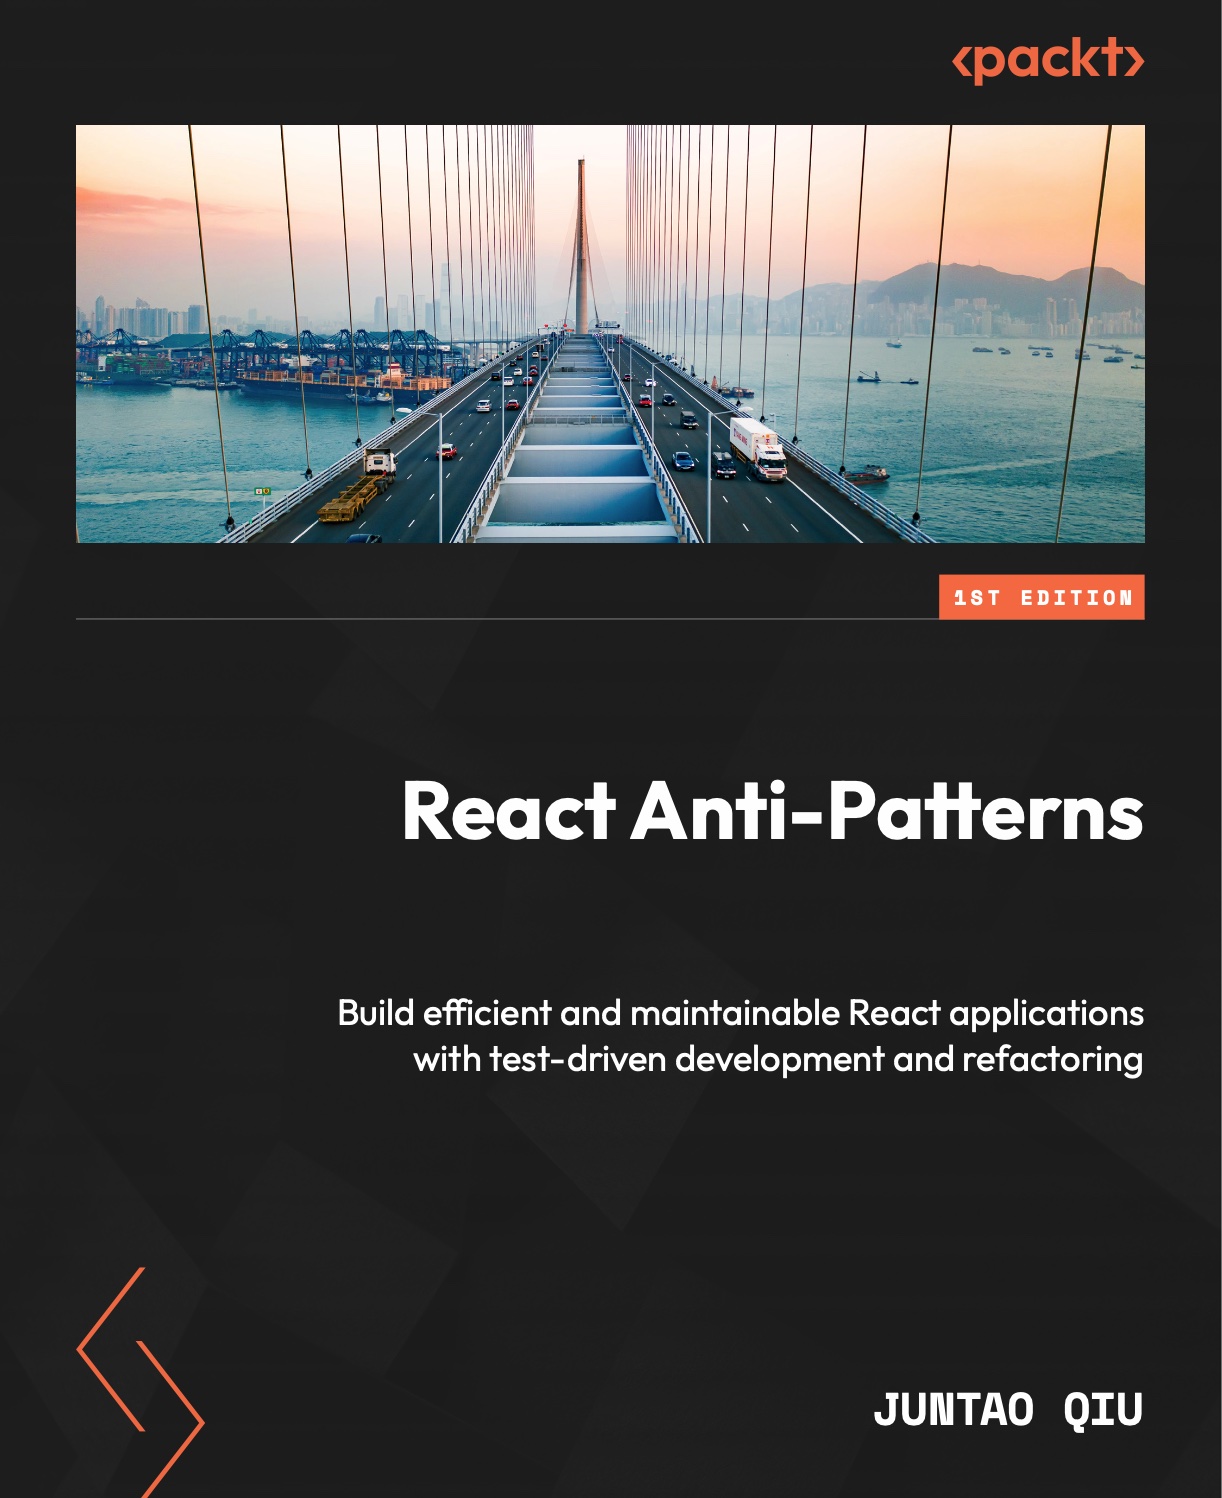 <packt>
1ST EDITION
React Anti-Patterns
Build efficient and maintainable React applications
with test-driven development and refactoring
JUNTAO QIU